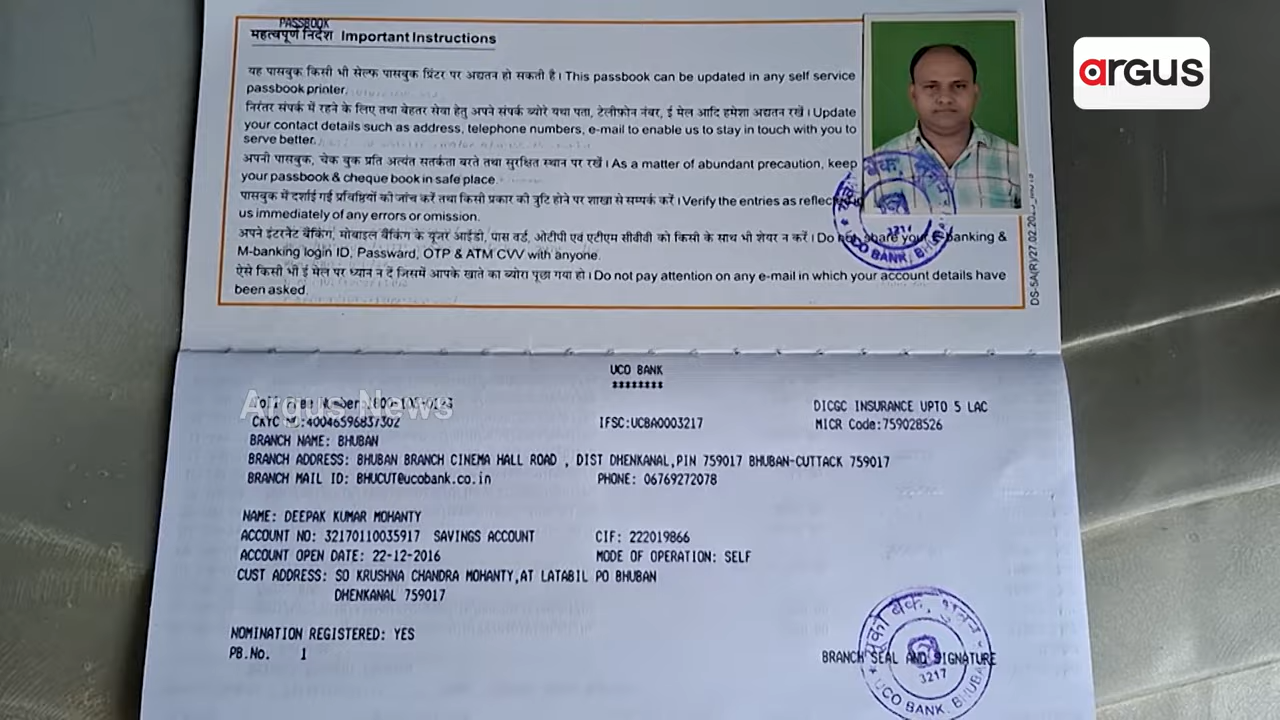 PASSBOOK
महत्वपूर्ण निर्देश Important Instructions
argus
यह पासबुक किसी भी सेल्फ पासबुक प्रिंटर पर अद्यतन हो सकती है। This passbook can be updated in any self service
passbook printer.
निरंतर संपर्क में रहने के लिए तथा बेहतर सेवा हेतु अपने संपर्क ब्योरे यथा पता, टेलीफ़ोन नंबर, ई मेल आदि हमेशा अद्यतन रखें। Update
your contact details such as address, telephone numbers, e-mail to enable us to stay in touch with you to
serve better.
अपनी पासबुक, चेक बुक प्रति अत्यंत सतर्कता बरते तथा सुरक्षित स्थान पर रखें। As a matter of abundant precaution, keep
your passbook & cheque book in safe place.
पासबुक में दर्शाई गई प्रविष्ठियों की जांच करें तथा किसी प्रकार की त्रुटि होने पर शाखा से सम्पर्क करें। Verify the entries as
us immediately of any errors or omission.
अपने इंटरनेट बैंकिंग, मोबाइल बैंकिंग के यूजर आईडी, पास वर्ड, ओटीपी एवं एटीएम सीवीवी को किसी के साथ भी शेयर न करें। Do not share your e-banking &
M-banking login ID, Passward, OTP & ATM CVV with anyone.
ऐसे किसी भी ई मेल पर ध्यान न दें जिसमें आपके खाते का ब्योरा पूछा गया हो। Do not pay attention on any e-mail in which your account details have
been asked.
3217
UCO BANK,
UCO BANK
********
Argus News
DICGC INSURANCE UPTO 5 LAC
CKYC NO:40046596837302 IFSC:UCBA0003217 MICR Code:759028526
BRANCH NAME: BHUBAN
BRANCH ADDRESS: BHUBAN BRANCH CINEMA HALL ROAD , DIST DHENKANAL,PIN 759017 BHUBAN-CUTTACK 759017
BRANCH MAIL ID: BHUCUT@ucobank.co.in PHONE: 06769272078
NAME: DEEPAK KUMAR MOHANTY
ACCOUNT NO: 32170110035917 SAVINGS ACCOUNT CIF: 222019866
ACCOUNT OPEN DATE: 22-12-2016 MODE OF OPERATION: SELF
CUST ADDRESS: SO KRUSHNA CHANDRA MOHANTY,AT LATABIL PO BHUBAN
DHENKANAL 759017
NOMINATION REGISTERED: YES
PB.No. 1
BRANCH SEAL AND SIGNATURE
यूको बैंक, भुवन
3217
UCO BANK, BHUBAN